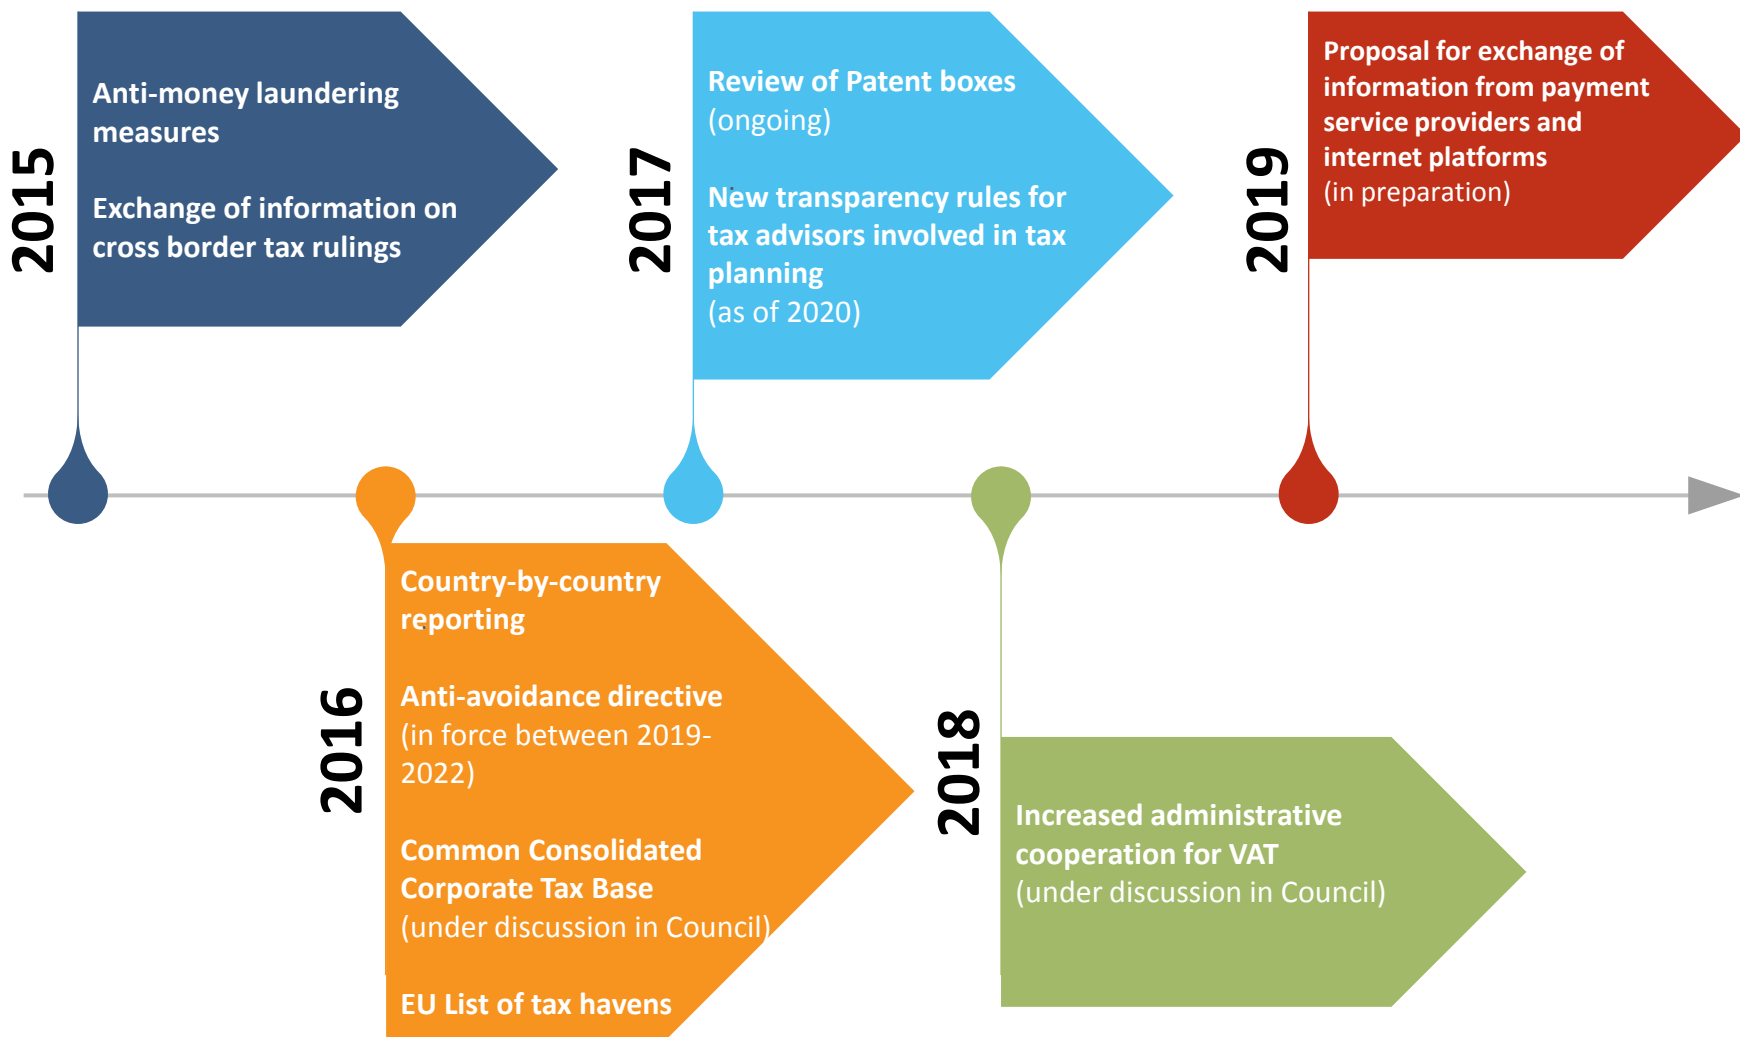 2015
Anti-money laundering
measures
Exchange of information on
cross border tax rulings
2016
Country-by-country
reporting
Anti-avoidance directive
(in force between 2019-
2022)
Common Consolidated
Corporate Tax Base
(under discussion in Council)
EU List of tax havens
2017
Review of Patent boxes
(ongoing)
New transparency rules for
tax advisors involved in tax
planning
(as of 2020)
2018
Increased administrative
cooperation for VAT
(under discussion in Council)
2019
Proposal for exchange of
information from payment
service providers and
internet platforms
(in preparation)